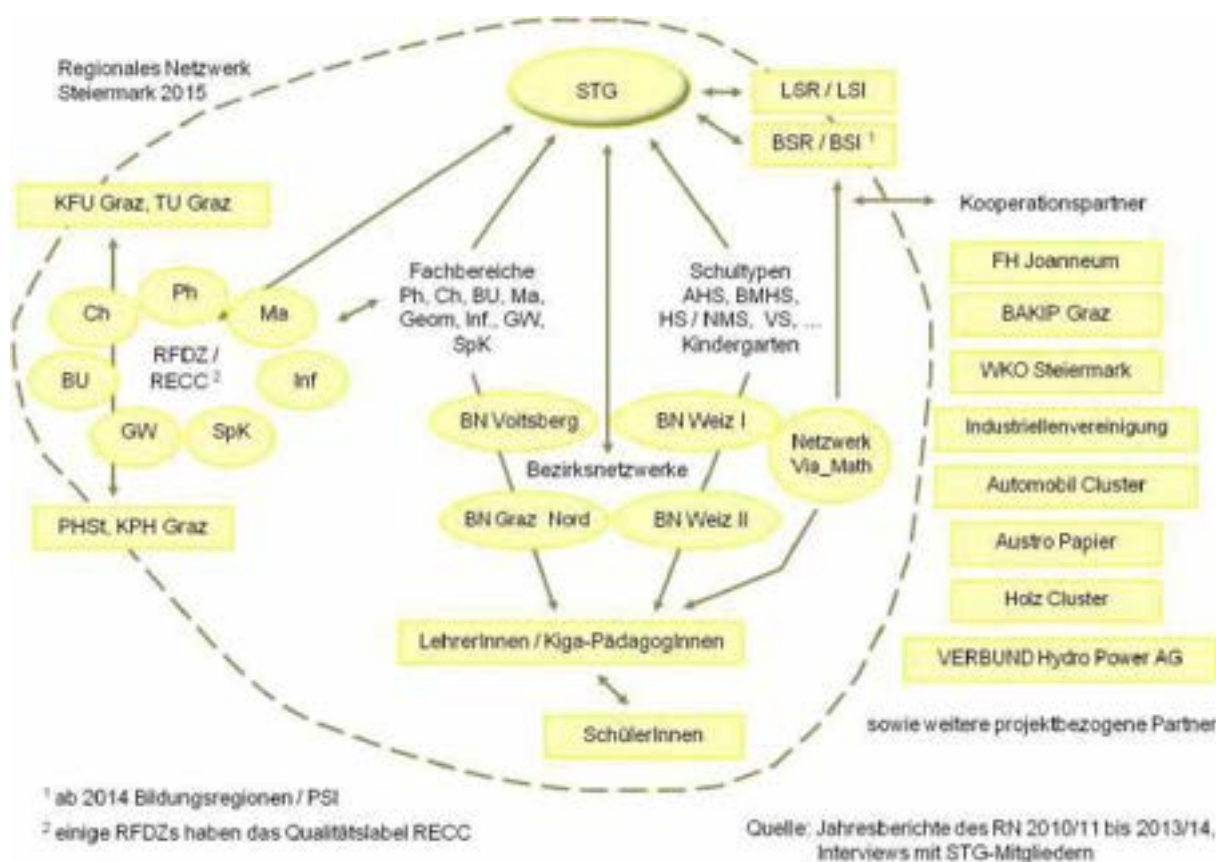 Regionales Netzwerk
Steiermark 2015
STG
LSR / LSI
BSR / BSI ¹
KFU Graz, TU Graz
Kooperationspartner
FH Joanneum
BAKIP Graz
WKO Steiermark
Industriellenvereinigung
Automobil Cluster
Austro Papier
Holz Cluster
VERBUND Hydro Power AG
sowie weitere projektbezogene Partner
Ph
Ch
Ma
RFDZ /
RECC ²
BU
Inf
GW
SpK
PHSt, KPH Graz
Fachbereiche
Ph, Ch, BU, Ma,
Geom, Inf., GW,
SpK
Schultypen
AHS, BMHS,
HS / NMS, VS, ...
Kindergarten
BN Voitsberg
BN Weiz I
Netzwerk
Via_Math
Bezirksnetzwerke
BN Graz Nord
BN Weiz II
LehrerInnen / Kiga-PädagogInnen
SchülerInnen
¹ ab 2014 Bildungsregionen / PSI
² einige RFDZs haben das Qualitätslabel RECC
Quelle: Jahresberichte des RN 2010/11 bis 2013/14,
Interviews mit STG-Mitgliedern